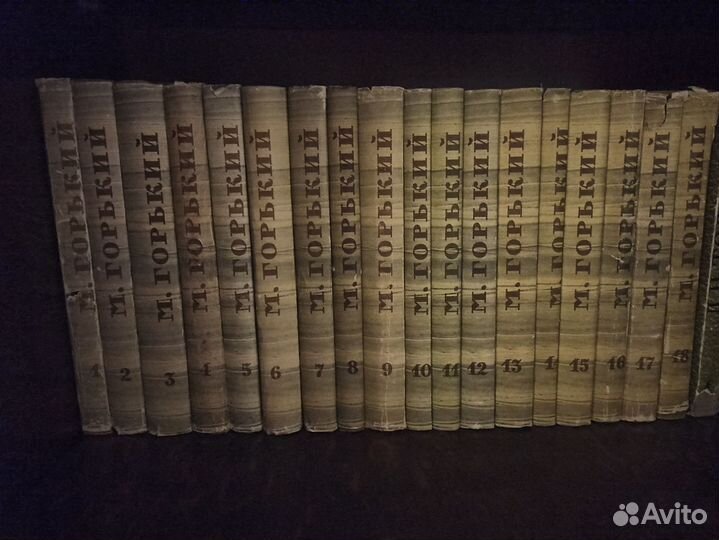 М. ГОРЬКИЙ 1
М. ГОРЬКИЙ 2
М. ГОРЬКИЙ 3
М. ГОРЬКИЙ 4
М. ГОРЬКИЙ 5
М. ГОРЬКИЙ 6
М. ГОРЬКИЙ 7
М. ГОРЬКИЙ 8
М. ГОРЬКИЙ 9
М. ГОРЬКИЙ 10
М. ГОРЬКИЙ 11
М. ГОРЬКИЙ 12
М. ГОРЬКИЙ 13
М. ГОРЬКИЙ 1
М. ГОРЬКИЙ 15
М. ГОРЬКИЙ 16
М. ГОРЬКИЙ 17
М. ГОРЬКИЙ 18
Avito